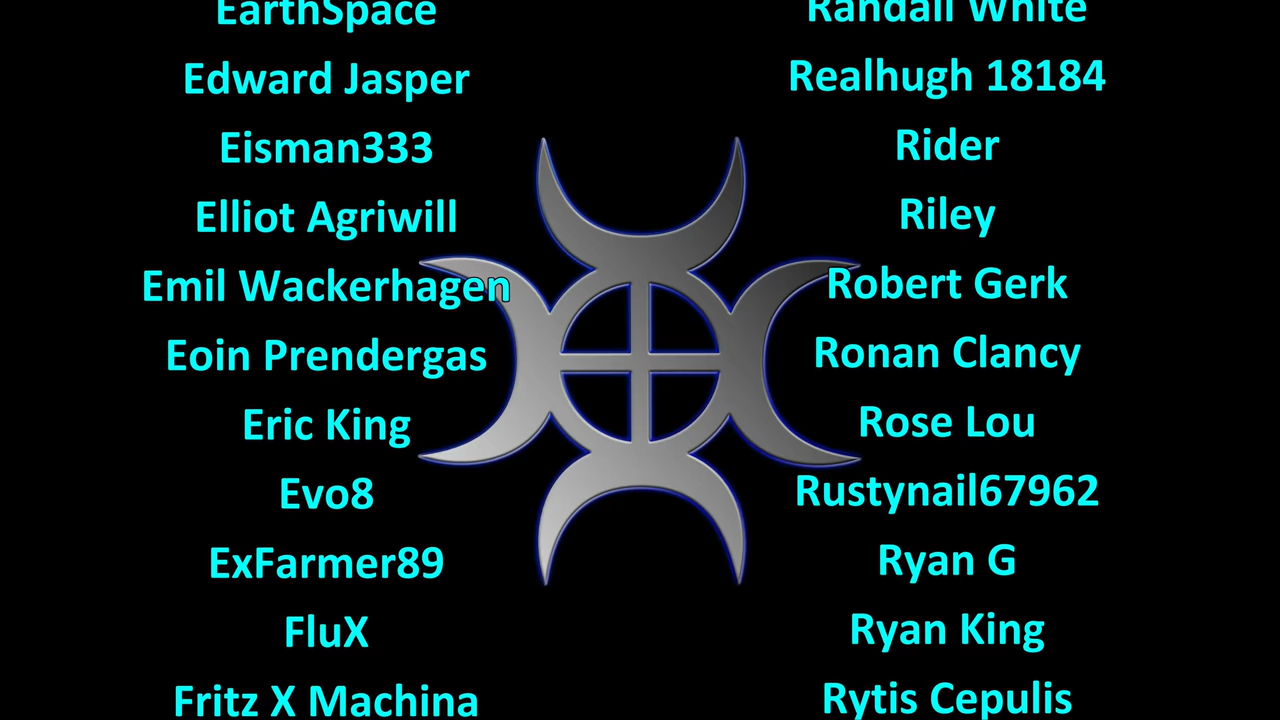 EarthSpace
Edward Jasper
Eisman333
Elliot Agriwill
Emil Wackerhagen
Eoin Prendergas
Eric King
Evo8
ExFarmer89
FluX
Fritz X Machina
Randall White
Realhugh 18184
Rider
Riley
Robert Gerk
Ronan Clancy
Rose Lou
Rustynail67962
Ryan G
Ryan King
Rytis Cepulis